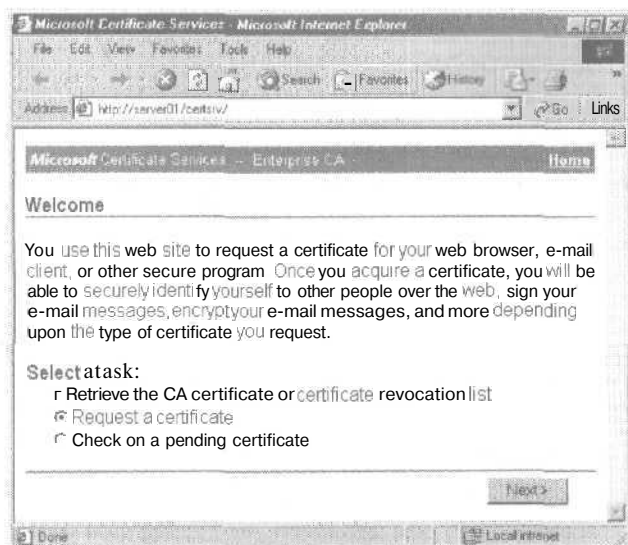 Microsoft Certificate Services - Microsoft Internet Explorer
File Edit View Favorites Tools Help
Search Favorites History
Address http://server01/certsrv/ Go Links
Microsoft Certificate Services -- Enterprise CA Home
Welcome
You use this web site to request a certificate for your web browser, e-mail
client, or other secure program Once you acquire a certificate, you will be
able to securely identify yourself to other people over the web, sign your
e-mail messages, encrypt your e-mail messages, and more depending
upon the type of certificate you request.
Select a task:
Retrieve the CA certificate or certificate revocation list
Request a certificate
Check on a pending certificate
Next >
Done Local intranet